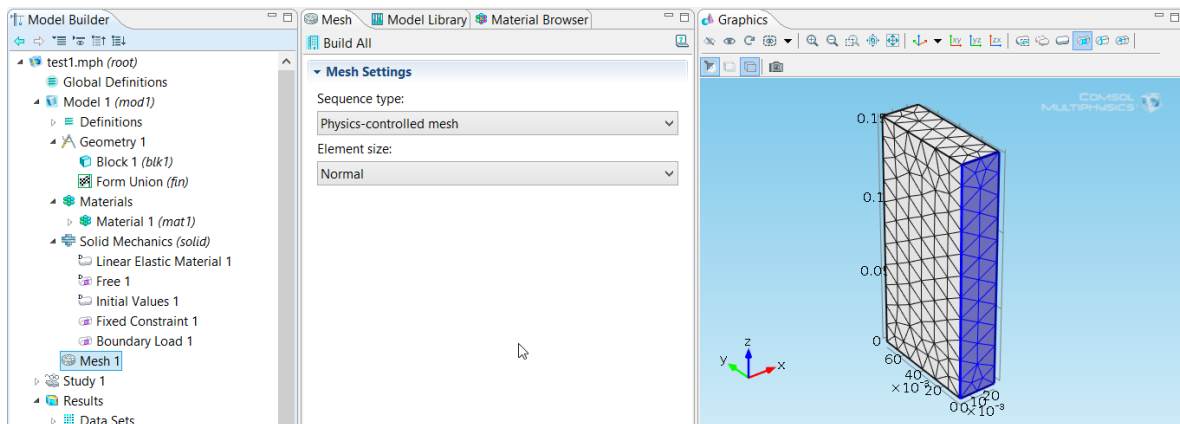 Model Builder
test1.mph (root)
Global Definitions
Model 1 (mod1)
Definitions
Geometry 1
Block 1 (blk1)
Form Union (fin)
Materials
Material 1 (mat1)
Solid Mechanics (solid)
Linear Elastic Material 1
Free 1
Initial Values 1
Fixed Constraint 1
Boundary Load 1
Mesh 1
Study 1
Results
Data Sets
Mesh
Model Library
Material Browser
Build All
Mesh Settings
Sequence type:
Physics-controlled mesh
Element size:
Normal
Graphics
xy yz zx
COMSOL
MULTIPHYSICS
0.1
0
60
40
20
×10⁻³
20
×10⁻³
z
y
x